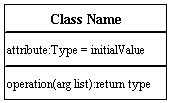 Class Name
attribute:Type = initialValue
operation(arg list):return type